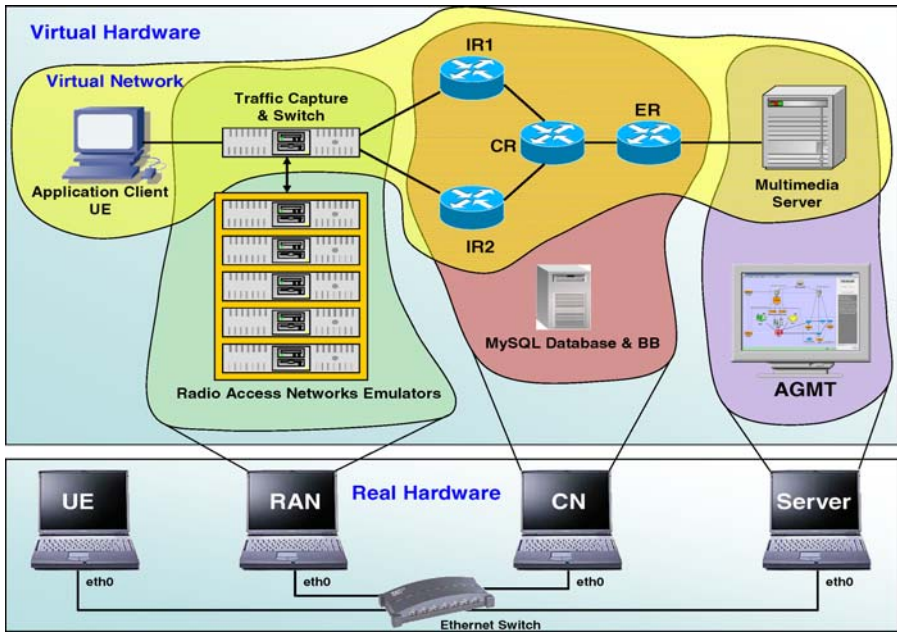 Virtual Hardware
Virtual Network
Application Client
UE
Traffic Capture
& Switch
Radio Access Networks Emulators
IR1
IR2
CR
ER
MySQL Database & BB
Multimedia
Server
AGMT
Real Hardware
UE
RAN
CN
Server
eth0
eth0
eth0
eth0
Ethernet Switch